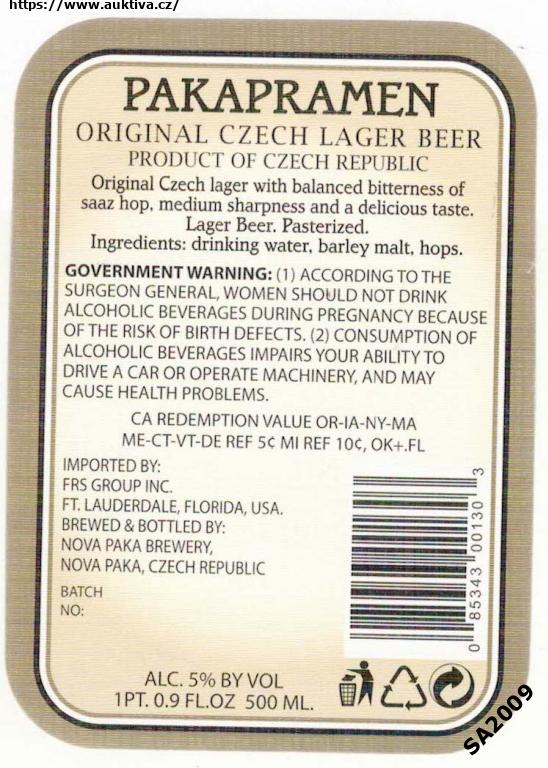 https://www.auktiva.cz/
PAKAPRAMEN
ORIGINAL CZECH LAGER BEER
PRODUCT OF CZECH REPUBLIC
Original Czech lager with balanced bitterness of
saaz hop, medium sharpness and a delicious taste.
Lager Beer. Pasterized.
Ingredients: drinking water, barley malt, hops.
GOVERNMENT WARNING: (1) ACCORDING TO THE
SURGEON GENERAL, WOMEN SHOULD NOT DRINK
ALCOHOLIC BEVERAGES DURING PREGNANCY BECAUSE
OF THE RISK OF BIRTH DEFECTS. (2) CONSUMPTION OF
ALCOHOLIC BEVERAGES IMPAIRS YOUR ABILITY TO
DRIVE A CAR OR OPERATE MACHINERY, AND MAY
CAUSE HEALTH PROBLEMS.
CA REDEMPTION VALUE OR-IA-NY-MA
ME-CT-VT-DE REF 5¢ MI REF 10¢, OK+.FL
IMPORTED BY:
FRS GROUP INC.
FT. LAUDERDALE, FLORIDA, USA.
BREWED & BOTTLED BY:
NOVA PAKA BREWERY,
NOVA PAKA, CZECH REPUBLIC
BATCH
NO:
0 85343 00130 3
ALC. 5% BY VOL
1PT. 0.9 FL.OZ 500 ML.
SA2009